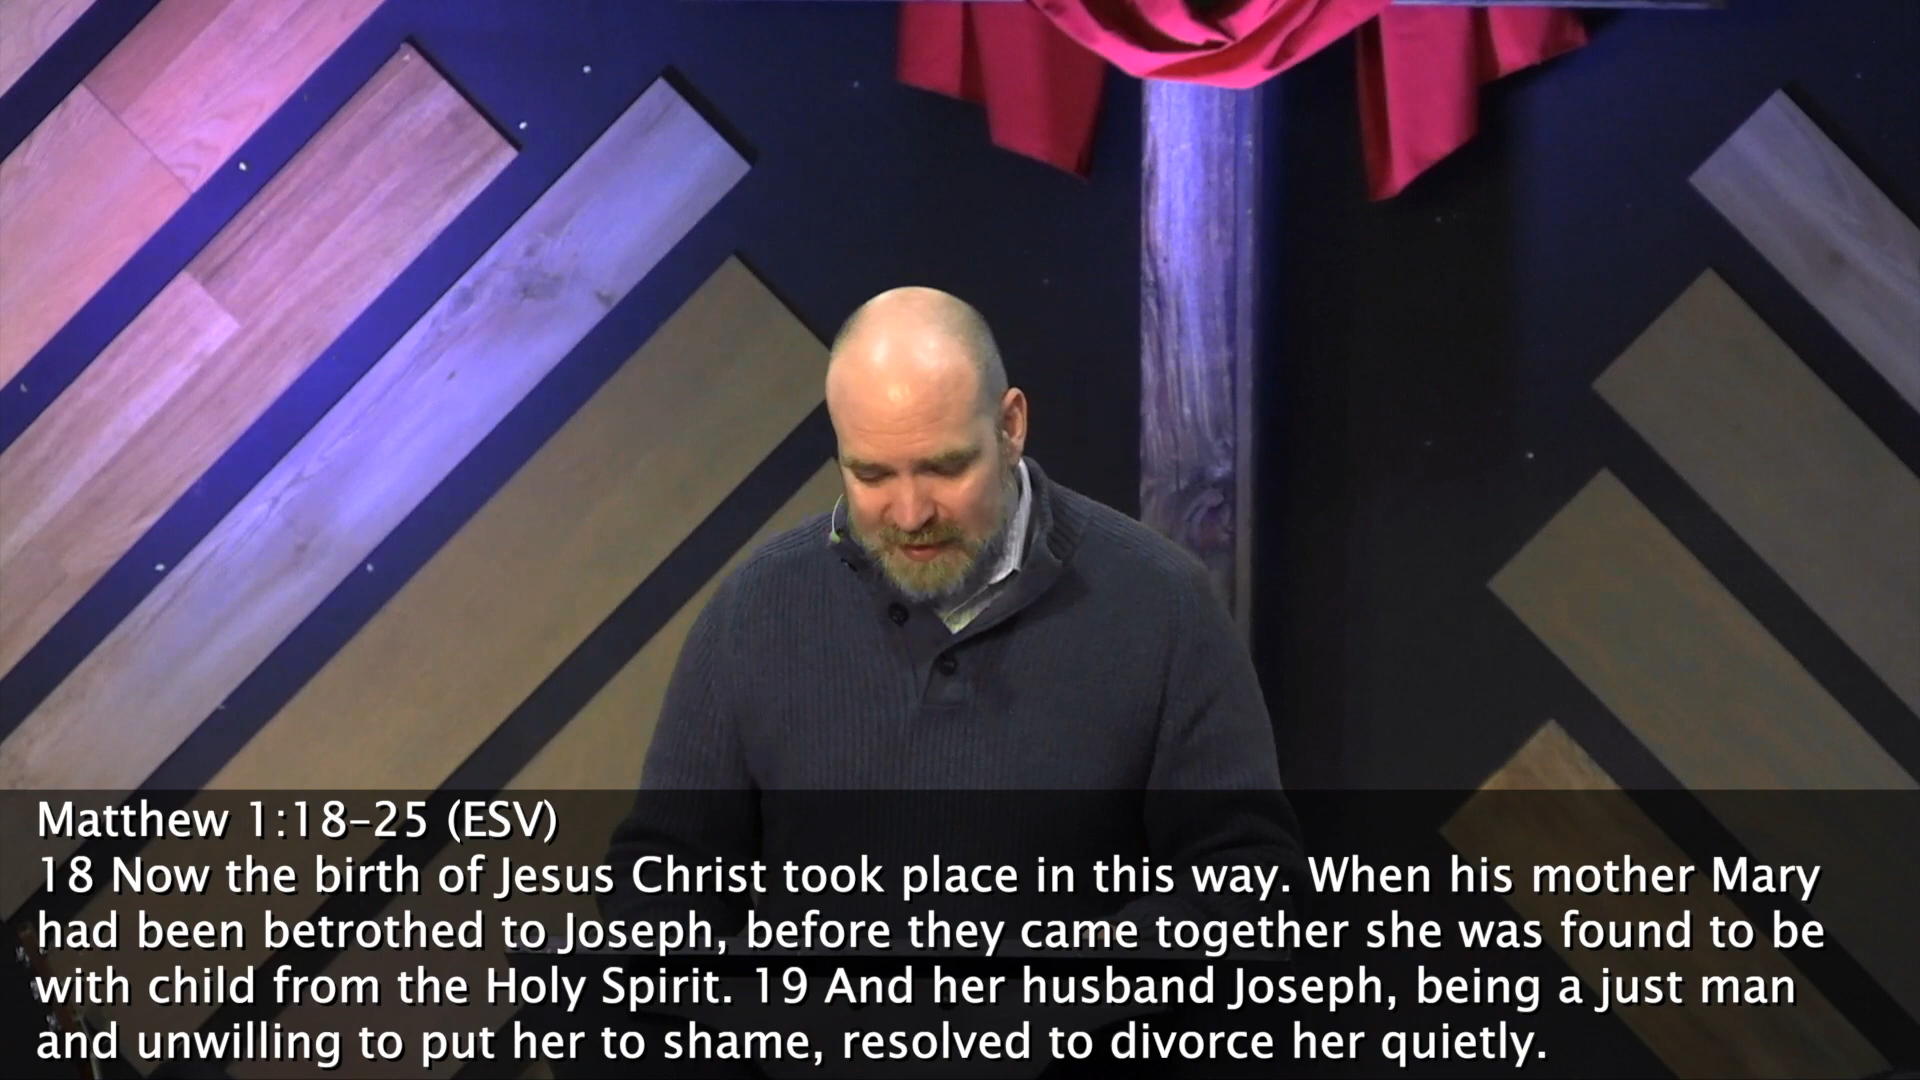 Matthew 1:18–25 (ESV)
18 Now the birth of Jesus Christ took place in this way. When his mother Mary
had been betrothed to Joseph, before they came together she was found to be
with child from the Holy Spirit. 19 And her husband Joseph, being a just man
and unwilling to put her to shame, resolved to divorce her quietly.